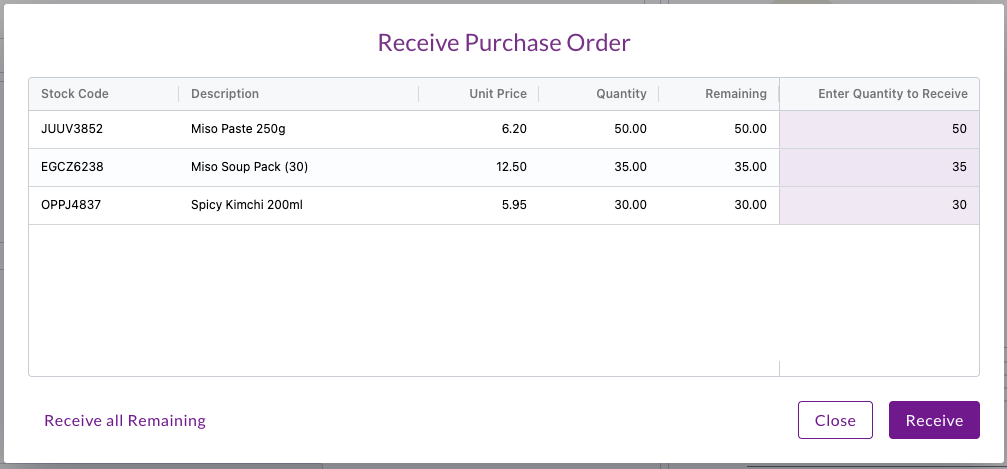 Receive Purchase Order
Stock Code Description Unit Price Quantity Remaining Enter Quantity to Receive
JUUV3852 Miso Paste 250g 6.20 50.00 50.00 50
EGCZ6238 Miso Soup Pack (30) 12.50 35.00 35.00 35
OPPJ4837 Spicy Kimchi 200ml 5.95 30.00 30.00 30
Receive all Remaining Close Receive